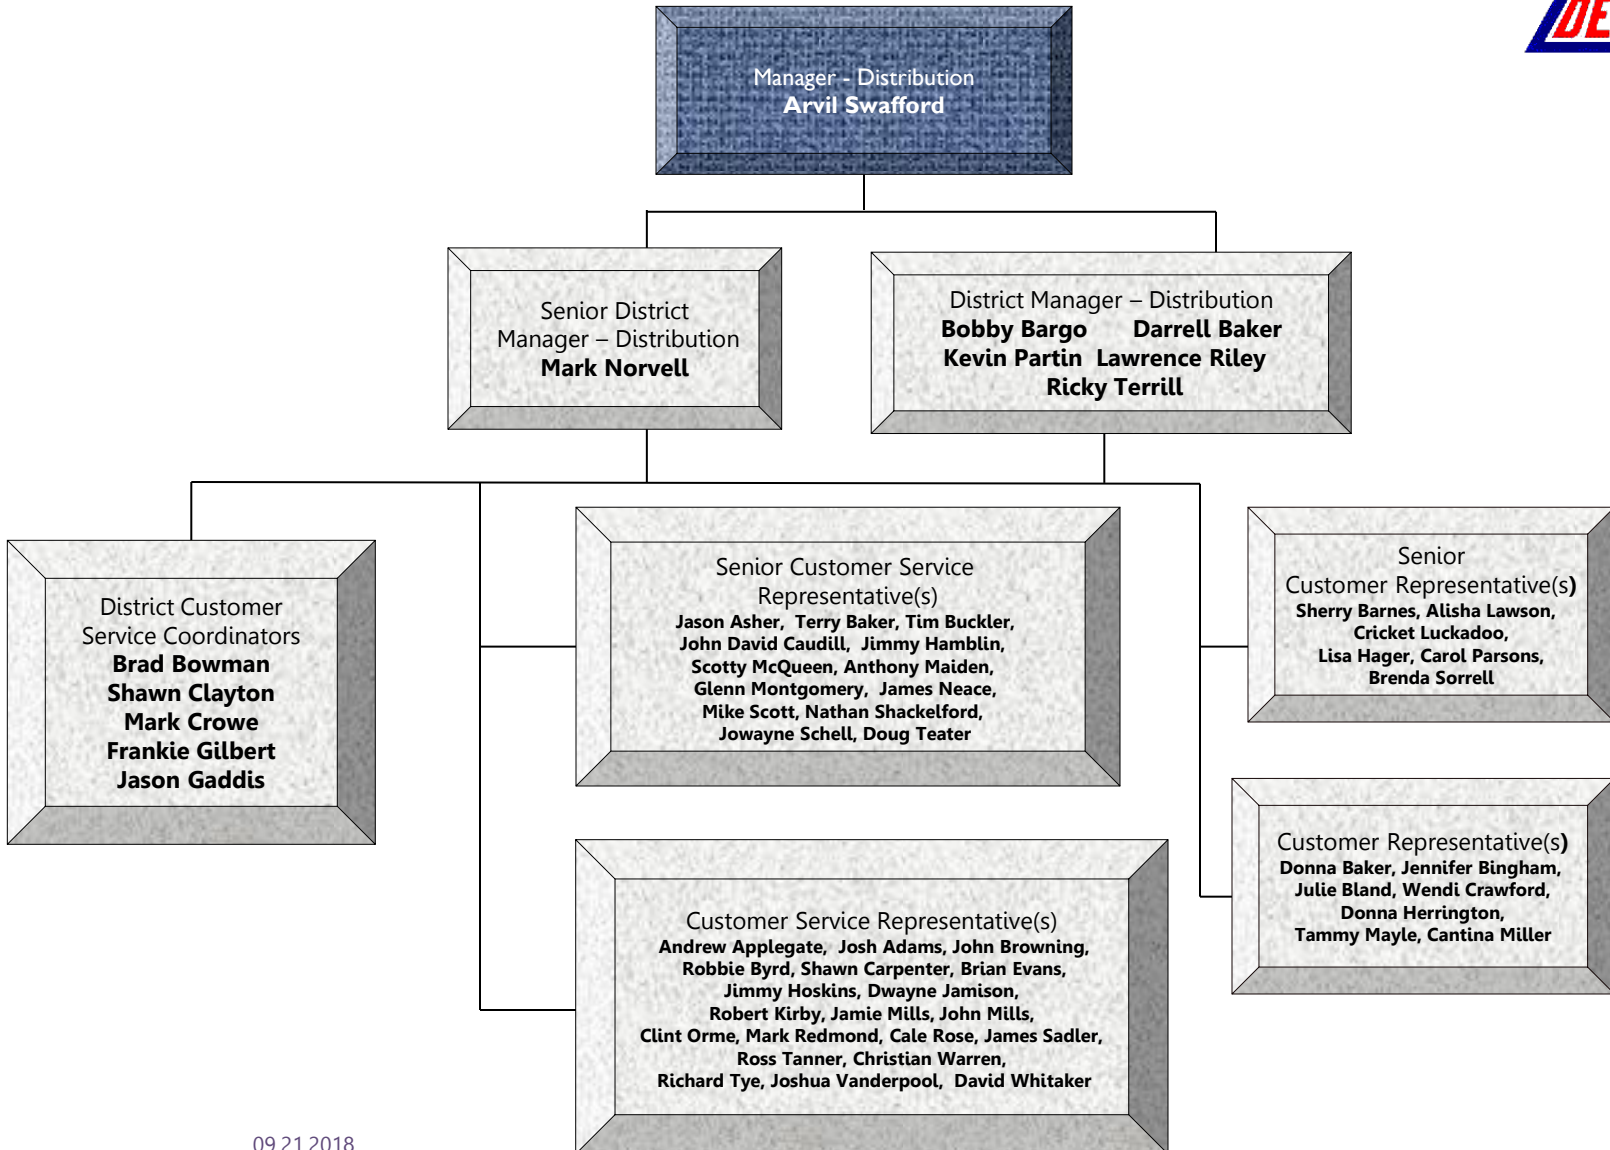 DE
Manager - Distribution
Arvil Swafford
Senior District
Manager – Distribution
Mark Norvell
District Manager – Distribution
Bobby Bargo Darrell Baker
Kevin Partin Lawrence Riley
Ricky Terrill
District Customer
Service Coordinators
Brad Bowman
Shawn Clayton
Mark Crowe
Frankie Gilbert
Jason Gaddis
Senior Customer Service
Representative(s)
Jason Asher, Terry Baker, Tim Buckler,
John David Caudill, Jimmy Hamblin,
Scotty McQueen, Anthony Maiden,
Glenn Montgomery, James Neace,
Mike Scott, Nathan Shackelford,
Jowayne Schell, Doug Teater
Senior
Customer Representative(s)
Sherry Barnes, Alisha Lawson,
Cricket Luckadoo,
Lisa Hager, Carol Parsons,
Brenda Sorrell
Customer Representative(s)
Donna Baker, Jennifer Bingham,
Julie Bland, Wendi Crawford,
Donna Herrington,
Tammy Mayle, Cantina Miller
Customer Service Representative(s)
Andrew Applegate, Josh Adams, John Browning,
Robbie Byrd, Shawn Carpenter, Brian Evans,
Jimmy Hoskins, Dwayne Jamison,
Robert Kirby, Jamie Mills, John Mills,
Clint Orme, Mark Redmond, Cale Rose, James Sadler,
Ross Tanner, Christian Warren,
Richard Tye, Joshua Vanderpool, David Whitaker
09.21.2018